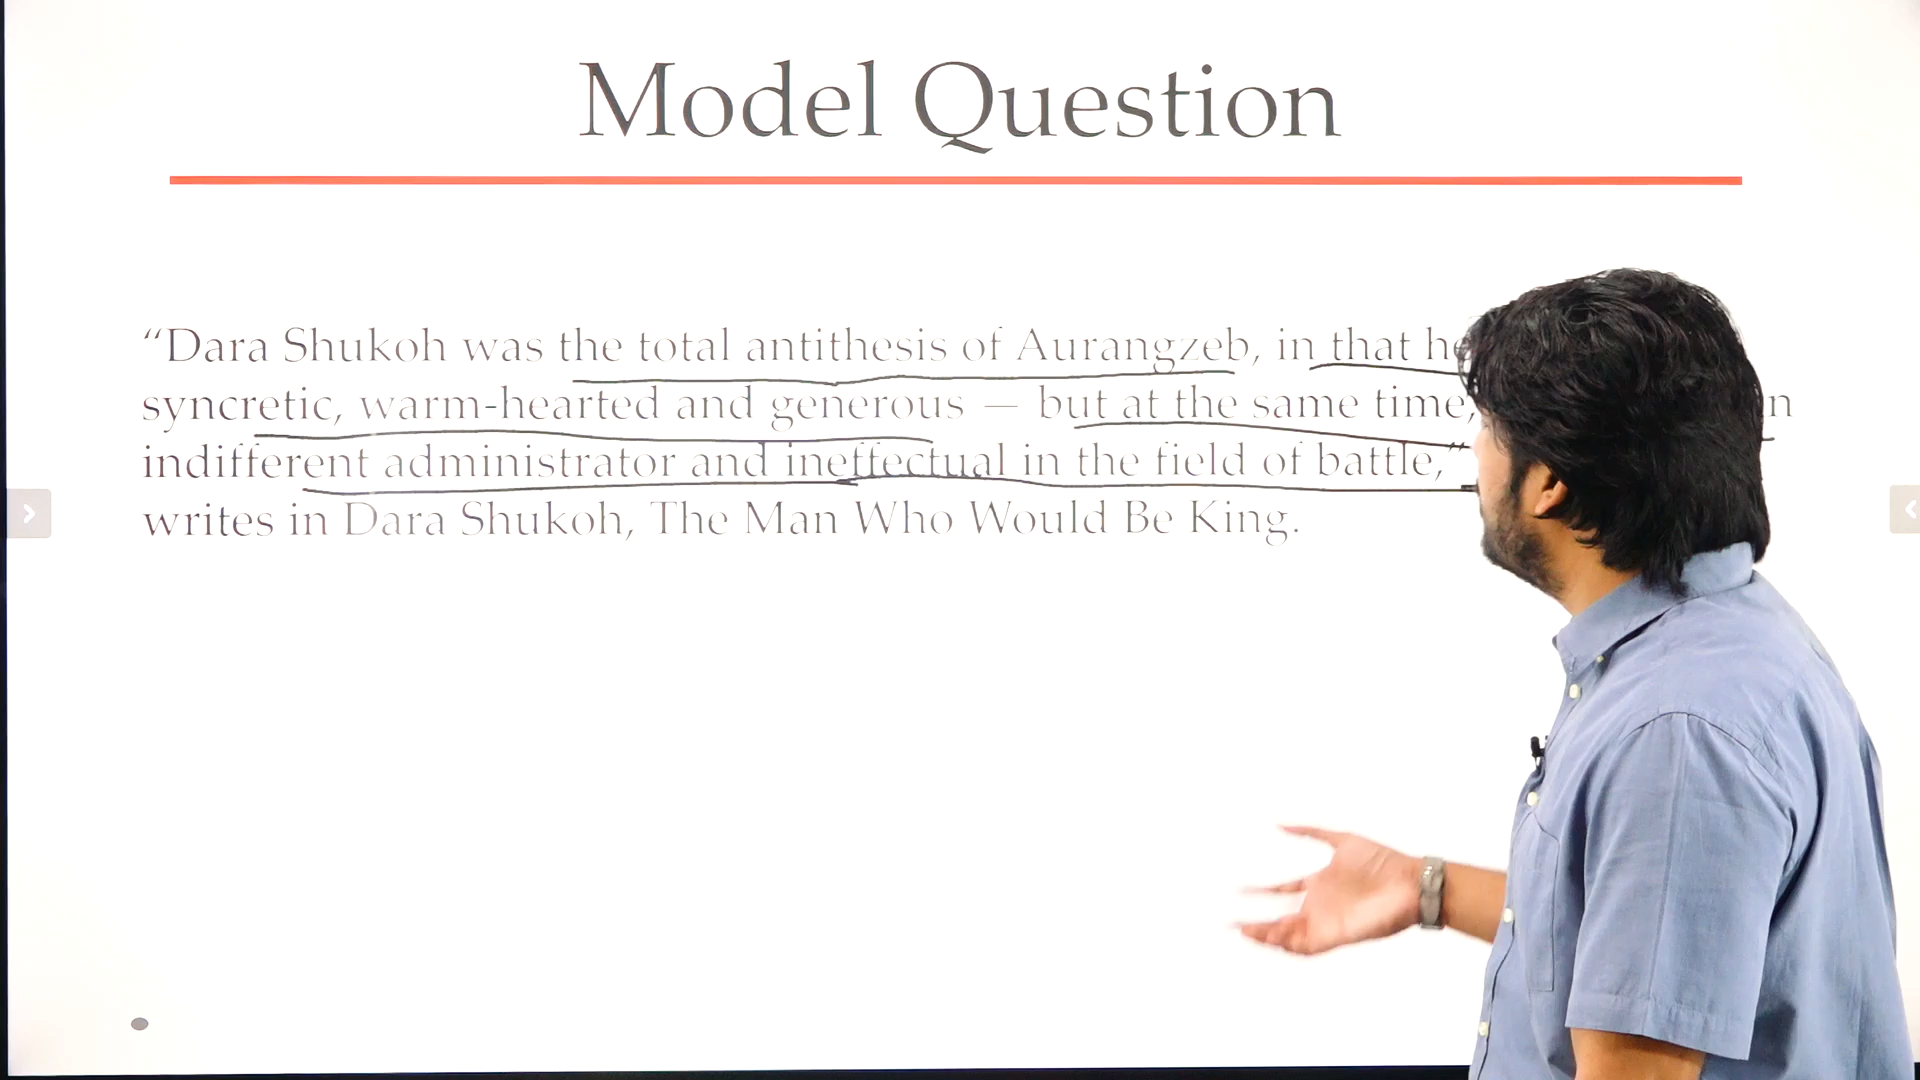 Model Question
“Dara Shukoh was the total antithesis of Aurangzeb, in that he
syncretic, warm-hearted and generous — but at the same time,
indifferent administrator and ineffectual in the field of battle,”
writes in Dara Shukoh, The Man Who Would Be King.